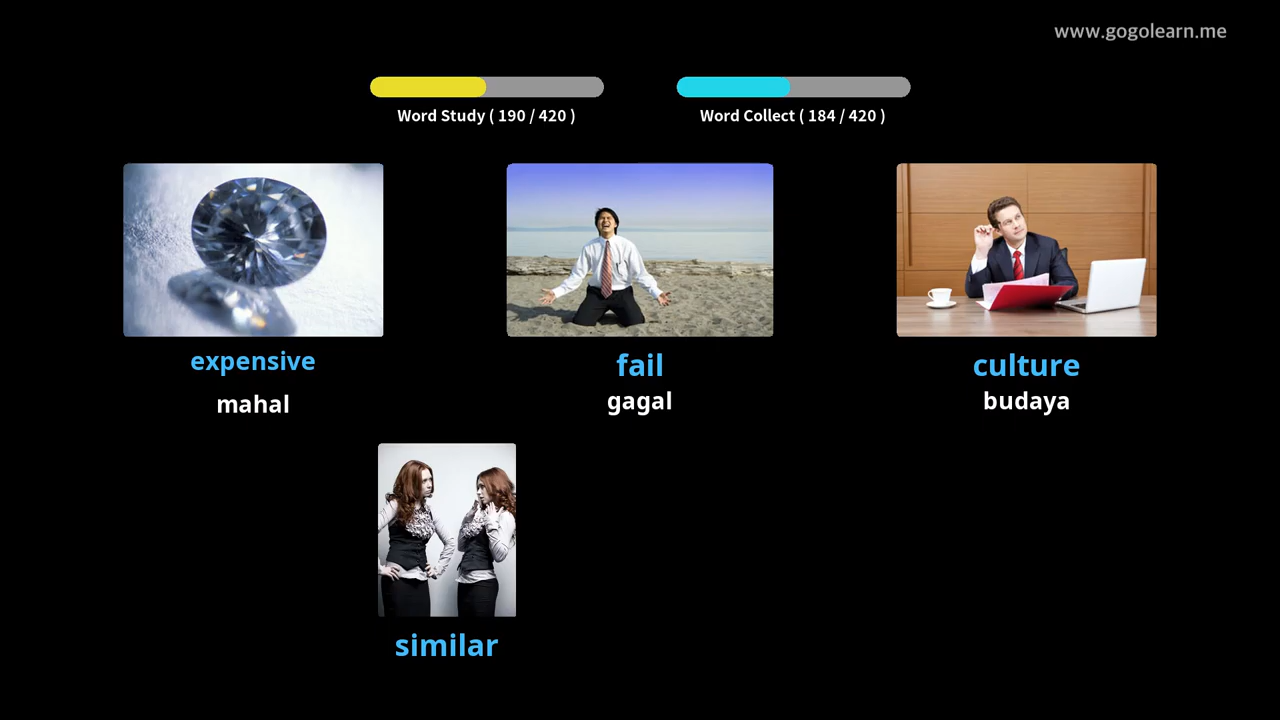 www.gogolearn.me
Word Study ( 190 / 420 )
Word Collect ( 184 / 420 )
expensive
mahal
fail
gagal
culture
budaya
similar